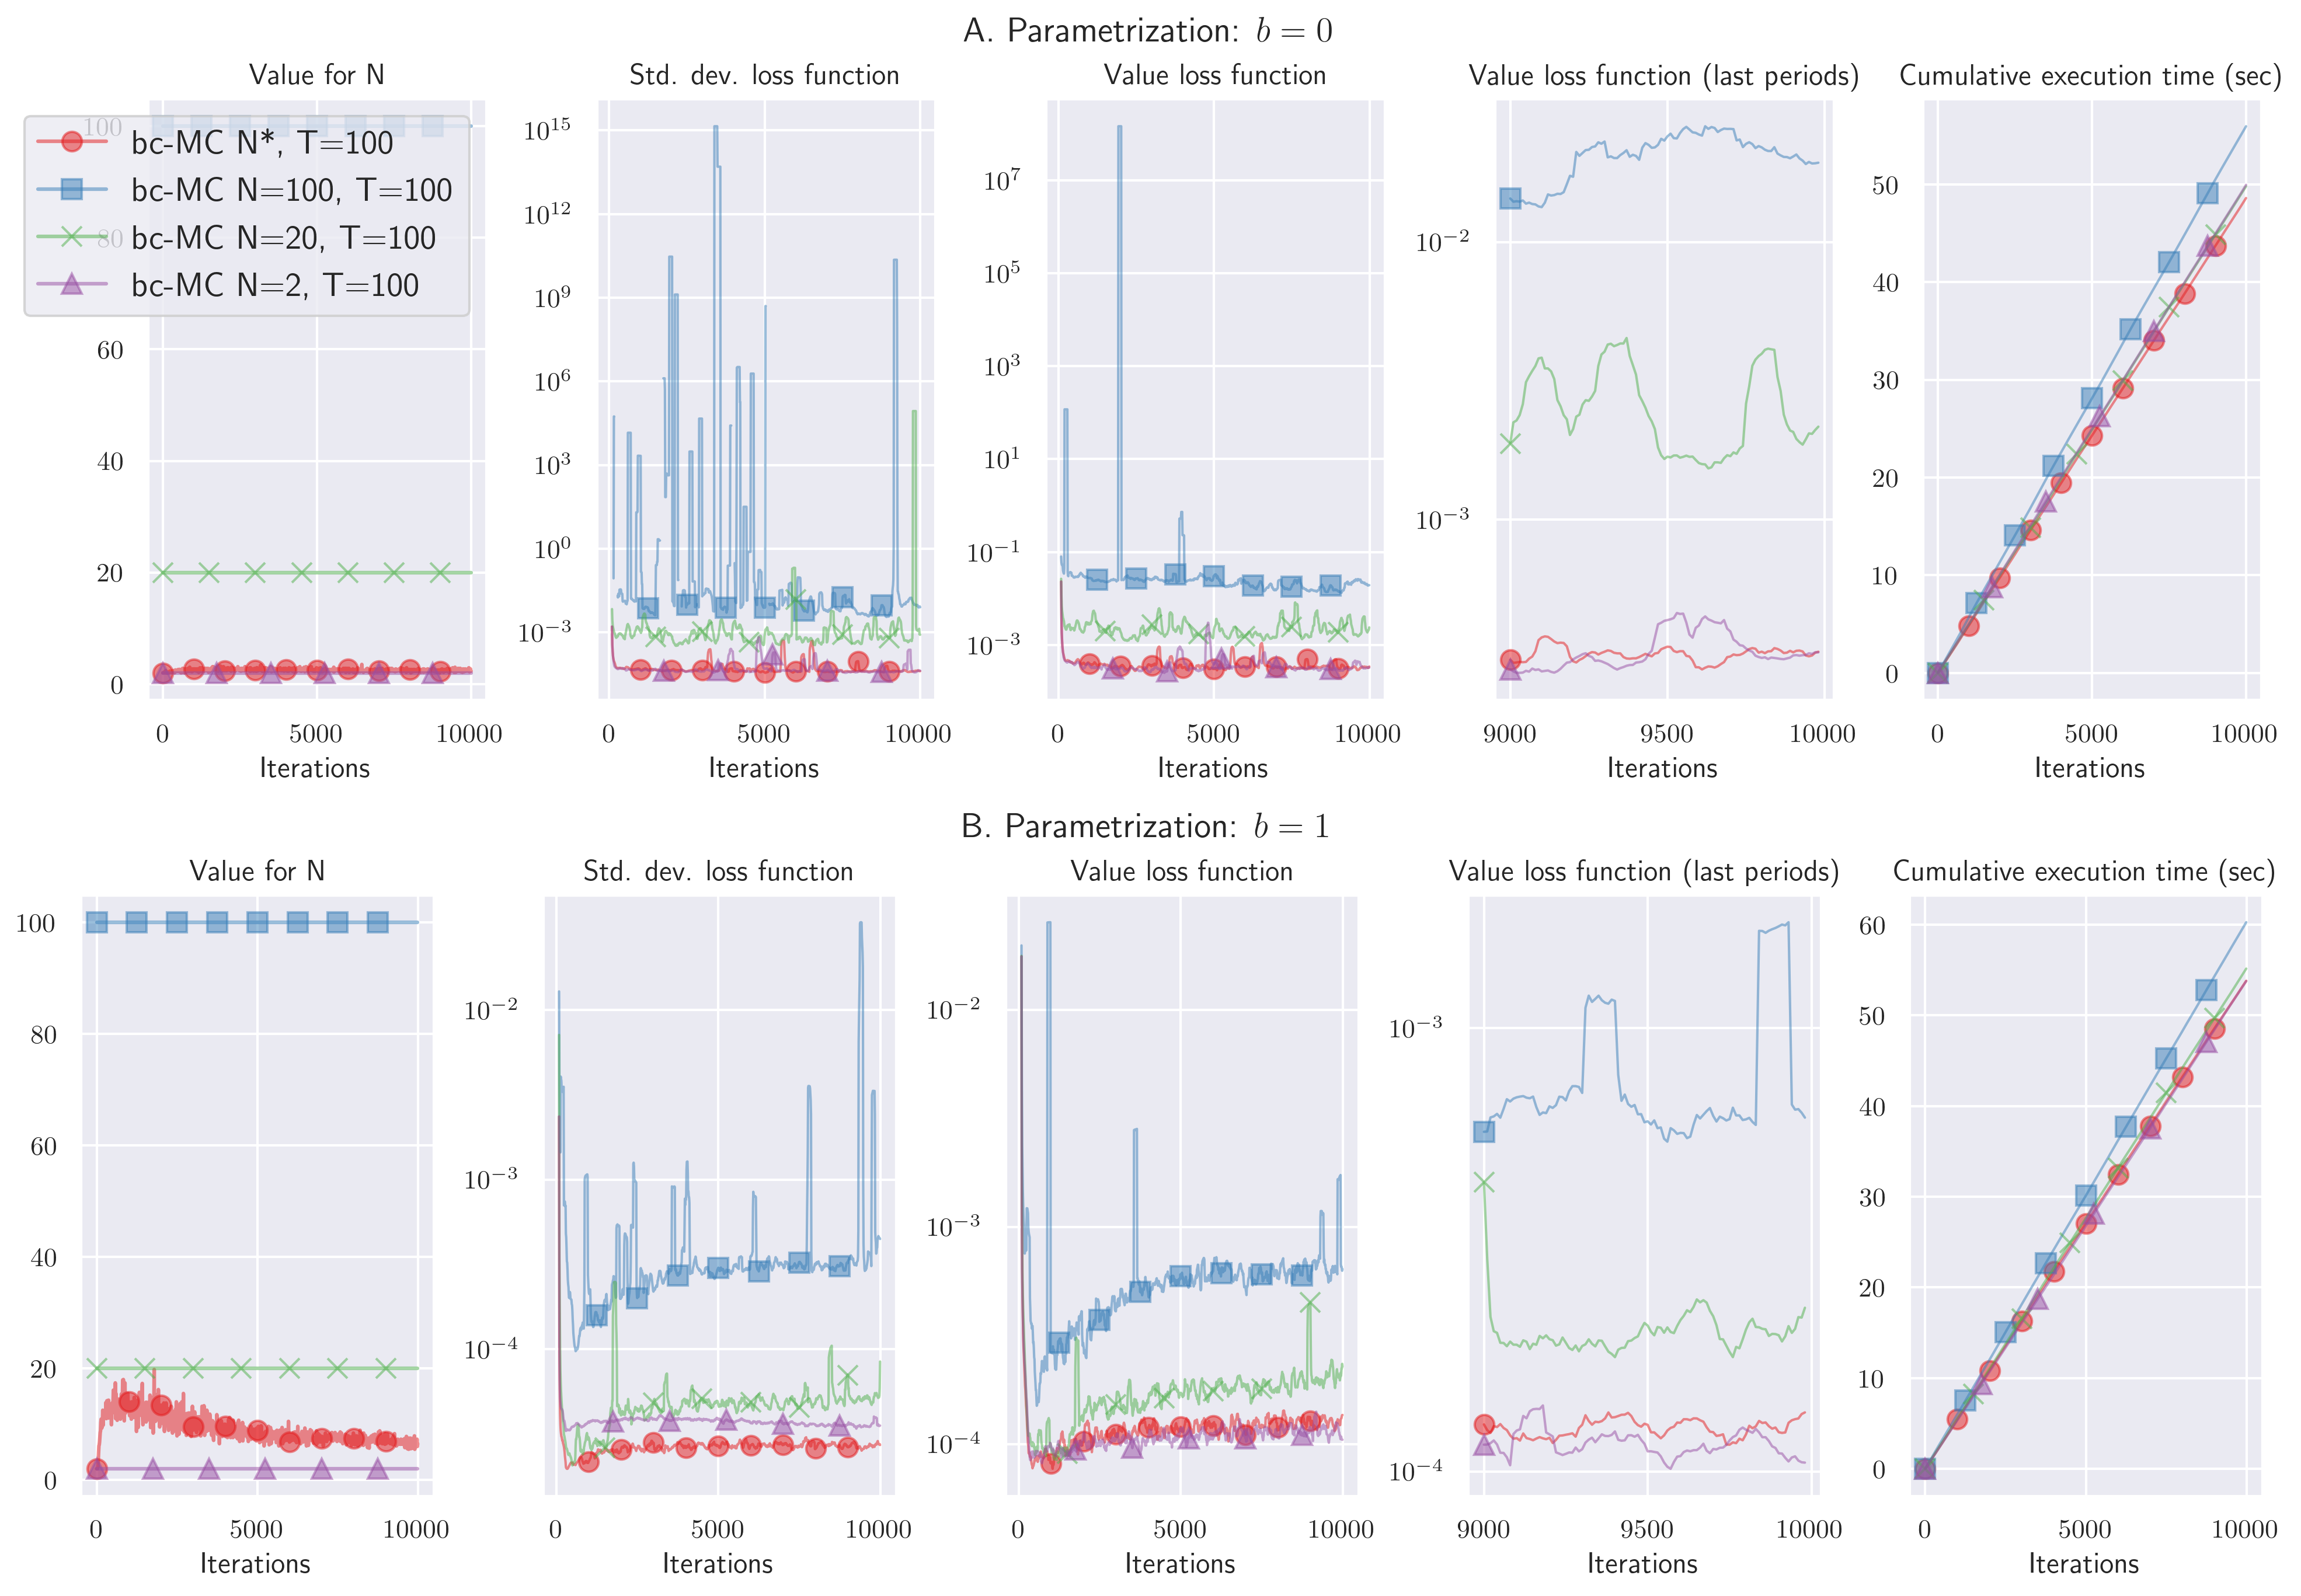 A. Parametrization: b = 0
Value for N
Std. dev. loss function
Value loss function
Value loss function (last periods)
Cumulative execution time (sec)
bc-MC N*, T=100
bc-MC N=100, T=100
bc-MC N=20, T=100
bc-MC N=2, T=100
100
80
60
40
20
0
0 5000 10000
Iterations
10^15
10^12
10^9
10^6
10^3
10^0
10^−3
0 5000 10000
Iterations
10^7
10^5
10^3
10^1
10^−1
10^−3
0 5000 10000
Iterations
10^−2
10^−3
9000 9500 10000
Iterations
50
40
30
20
10
0
0 5000 10000
Iterations
B. Parametrization: b = 1
Value for N
Std. dev. loss function
Value loss function
Value loss function (last periods)
Cumulative execution time (sec)
100
80
60
40
20
0
0 5000 10000
Iterations
10^−2
10^−3
10^−4
0 5000 10000
Iterations
10^−2
10^−3
10^−4
0 5000 10000
Iterations
10^−3
10^−4
9000 9500 10000
Iterations
60
50
40
30
20
10
0
0 5000 10000
Iterations